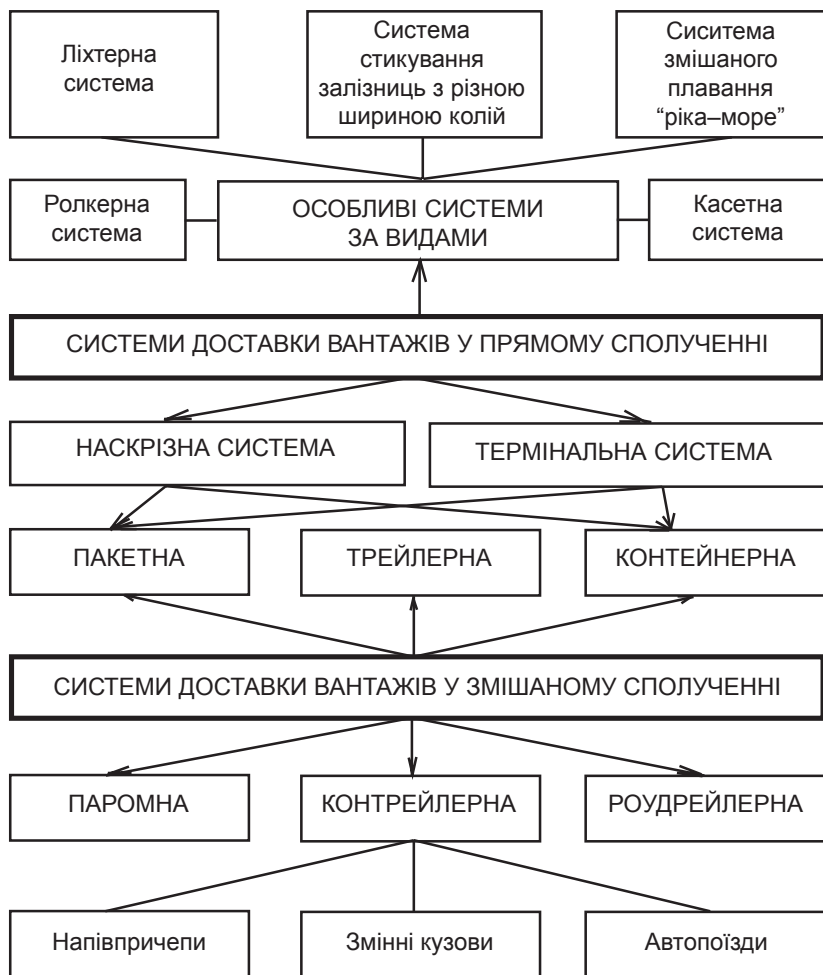 Ліхтерна
система
Система
стикування
залізниць з різною
шириною колій
Сиситема
змішаного
плавання
“ріка–море”
Ролкерна
система
ОСОБЛИВІ СИСТЕМИ
ЗА ВИДАМИ
Касетна
система
СИСТЕМИ ДОСТАВКИ ВАНТАЖІВ У ПРЯМОМУ СПОЛУЧЕННІ
НАСКРІЗНА СИСТЕМА
ТЕРМІНАЛЬНА СИСТЕМА
ПАКЕТНА
ТРЕЙЛЕРНА
КОНТЕЙНЕРНА
СИСТЕМИ ДОСТАВКИ ВАНТАЖІВ У ЗМІШАНОМУ СПОЛУЧЕННІ
ПАРОМНА
КОНТРЕЙЛЕРНА
РОУДРЕЙЛЕРНА
Напівпричепи
Змінні кузови
Автопоїзди